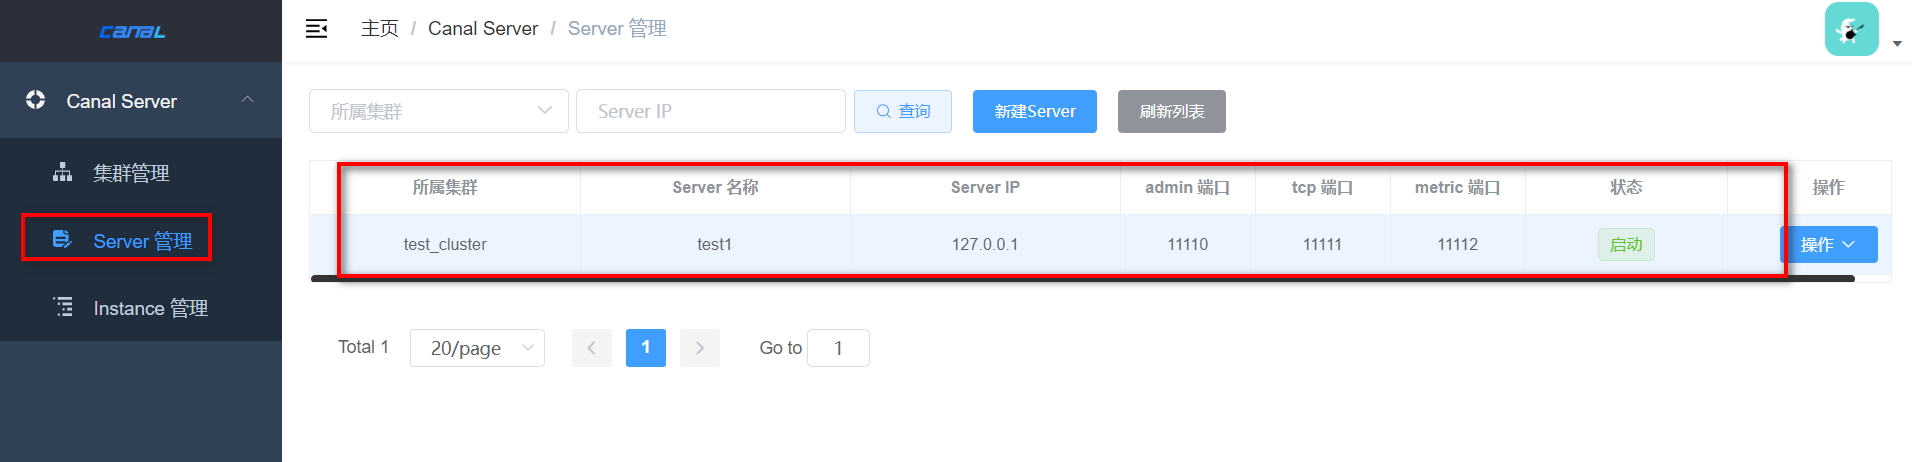 canal
主页 / Canal Server / Server 管理
Canal Server
集群管理
Server 管理
Instance 管理
所属集群 Server IP 查询 新建Server 刷新列表
所属集群 Server 名称 Server IP admin 端口 tcp 端口 metric 端口 状态 操作
test_cluster test1 127.0.0.1 11110 11111 11112 启动 操作
Total 1 20/page 1 Go to 1